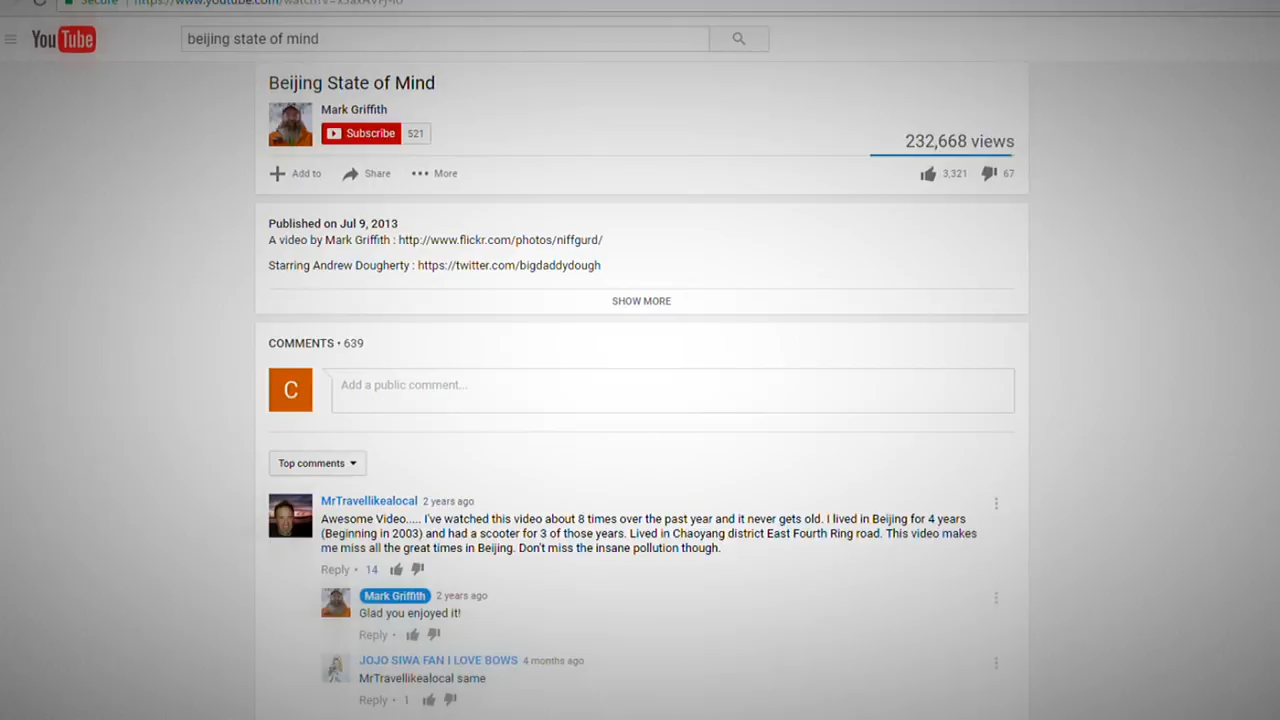 Secure https://www.youtube.com/watch?v=
YouTube
beijing state of mind
Beijing State of Mind
Mark Griffith
Subscribe 521
232,668 views
Add to Share More 3,321 67
Published on Jul 9, 2013
A video by Mark Griffith : http://www.flickr.com/photos/niffgurd/
Starring Andrew Dougherty : https://twitter.com/bigdaddydough
SHOW MORE
COMMENTS • 639
C Add a public comment...
Top comments
MrTravellikealocal 2 years ago
Awesome Video..... I've watched this video about 8 times over the past year and it never gets old. I lived in Beijing for 4 years
(Beginning in 2003) and had a scooter for 3 of those years. Lived in Chaoyang district East Fourth Ring road. This video makes
me miss all the great times in Beijing. Don't miss the insane pollution though.
Reply • 14
Mark Griffith 2 years ago
Glad you enjoyed it!
Reply •
JOJO SIWA FAN I LOVE BOWS 4 months ago
MrTravellikealocal same
Reply • 1